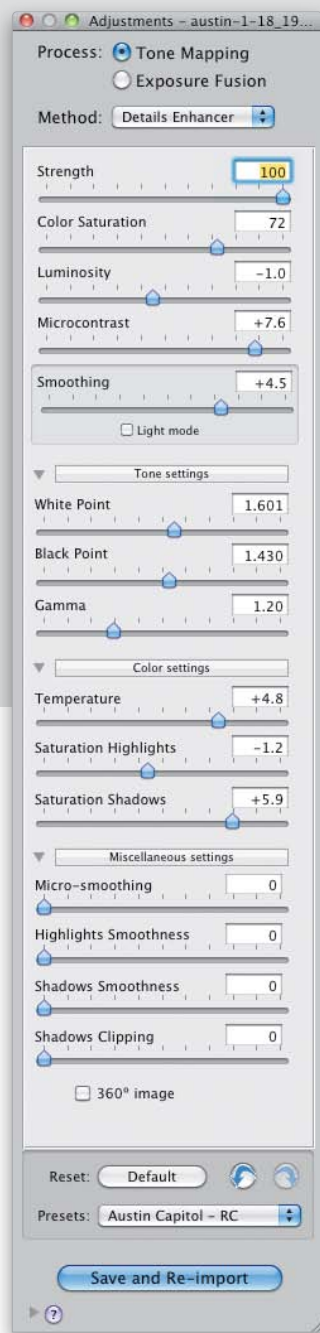 Adjustments – austin-1-18_19...
Process: Tone Mapping
Exposure Fusion
Method: Details Enhancer
Strength 100
Color Saturation 72
Luminosity -1.0
Microcontrast +7.6
Smoothing +4.5
Light mode
Tone settings
White Point 1.601
Black Point 1.430
Gamma 1.20
Color settings
Temperature +4.8
Saturation Highlights -1.2
Saturation Shadows +5.9
Miscellaneous settings
Micro-smoothing 0
Highlights Smoothness 0
Shadows Smoothness 0
Shadows Clipping 0
360º image
Reset: Default
Presets: Austin Capitol – RC
Save and Re-import
?